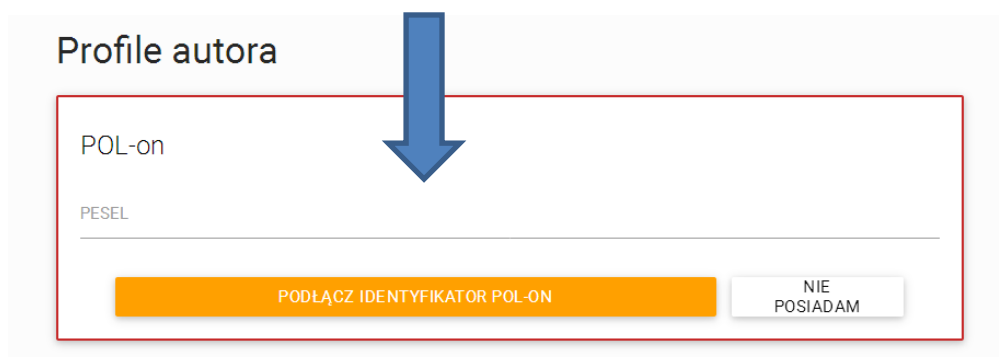 Profile autora
POL-on
PESEL
PODŁĄCZ IDENTYFIKATOR POL-ON
NIE
POSIADAM